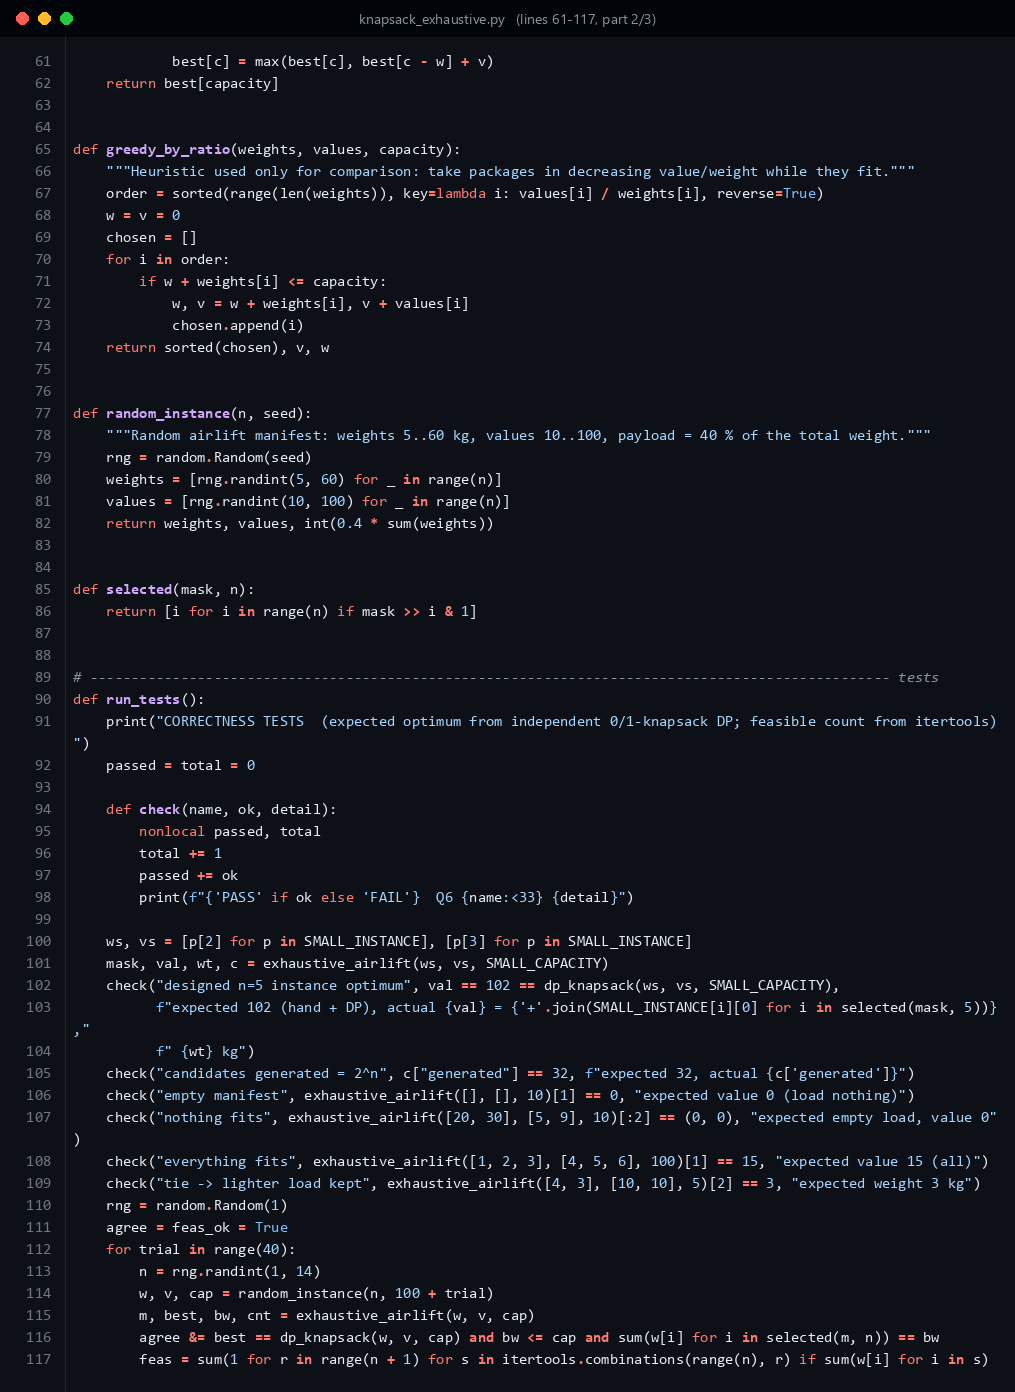 knapsack_exhaustive.py  (lines 61-117, part 2/3)
61            best[c] = max(best[c], best[c - w] + v)
62    return best[capacity]
63
64
65 def greedy_by_ratio(weights, values, capacity):
66    """Heuristic used only for comparison: take packages in decreasing value/weight while they fit."""
67    order = sorted(range(len(weights)), key=lambda i: values[i] / weights[i], reverse=True)
68    w = v = 0
69    chosen = []
70    for i in order:
71        if w + weights[i] <= capacity:
72            w, v = w + weights[i], v + values[i]
73            chosen.append(i)
74    return sorted(chosen), v, w
75
76
77 def random_instance(n, seed):
78    """Random airlift manifest: weights 5..60 kg, values 10..100, payload = 40 % of the total weight."""
79    rng = random.Random(seed)
80    weights = [rng.randint(5, 60) for _ in range(n)]
81    values = [rng.randint(10, 100) for _ in range(n)]
82    return weights, values, int(0.4 * sum(weights))
83
84
85 def selected(mask, n):
86    return [i for i in range(n) if mask >> i & 1]
87
88
89 # ------------------------------------------------------------------------------------------------- tests
90 def run_tests():
91    print("CORRECTNESS TESTS  (expected optimum from independent 0/1-knapsack DP; feasible count from itertools)
")
92    passed = total = 0
93
94    def check(name, ok, detail):
95        nonlocal passed, total
96        total += 1
97        passed += ok
98        print(f"{'PASS' if ok else 'FAIL'}  Q6 {name:<33} {detail}")
99
100    ws, vs = [p[2] for p in SMALL_INSTANCE], [p[3] for p in SMALL_INSTANCE]
101    mask, val, wt, c = exhaustive_airlift(ws, vs, SMALL_CAPACITY)
102    check("designed n=5 instance optimum", val == 102 == dp_knapsack(ws, vs, SMALL_CAPACITY),
103          f"expected 102 (hand + DP), actual {val} = {'+'.join(SMALL_INSTANCE[i][0] for i in selected(mask, 5))}
,"
104          f" {wt} kg")
105    check("candidates generated = 2^n", c["generated"] == 32, f"expected 32, actual {c['generated']}")
106    check("empty manifest", exhaustive_airlift([], [], 10)[1] == 0, "expected value 0 (load nothing)")
107    check("nothing fits", exhaustive_airlift([20, 30], [5, 9], 10)[:2] == (0, 0), "expected empty load, value 0"
)
108    check("everything fits", exhaustive_airlift([1, 2, 3], [4, 5, 6], 100)[1] == 15, "expected value 15 (all)")
109    check("tie -> lighter load kept", exhaustive_airlift([4, 3], [10, 10], 5)[2] == 3, "expected weight 3 kg")
110    rng = random.Random(1)
111    agree = feas_ok = True
112    for trial in range(40):
113        n = rng.randint(1, 14)
114        w, v, cap = random_instance(n, 100 + trial)
115        m, best, bw, cnt = exhaustive_airlift(w, v, cap)
116        agree &= best == dp_knapsack(w, v, cap) and bw <= cap and sum(w[i] for i in selected(m, n)) == bw
117        feas = sum(1 for r in range(n + 1) for s in itertools.combinations(range(n), r) if sum(w[i] for i in s)